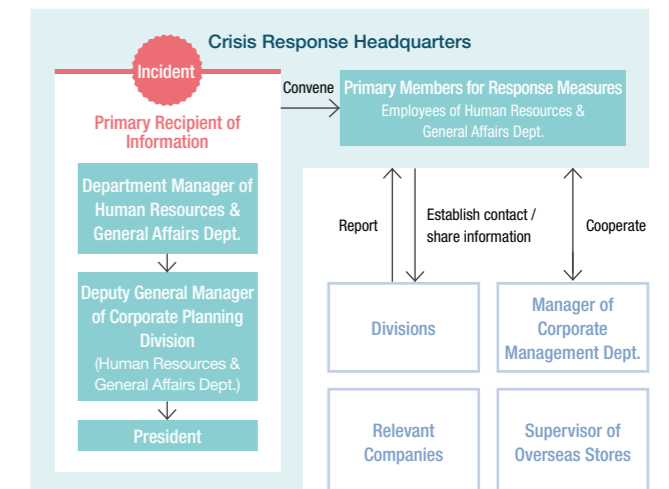 Crisis Response Headquarters
Incident
Primary Recipient of
Information
Department Manager of
Human Resources &
General Affairs Dept.
Deputy General Manager
of Corporate Planning
Division
(Human Resources &
General Affairs Dept.)
President
Convene
Primary Members for Response Measures
Employees of Human Resources &
General Affairs Dept.
Report
Establish contact /
share information
Cooperate
Divisions
Manager of
Corporate
Management Dept.
Relevant
Companies
Supervisor of
Overseas Stores